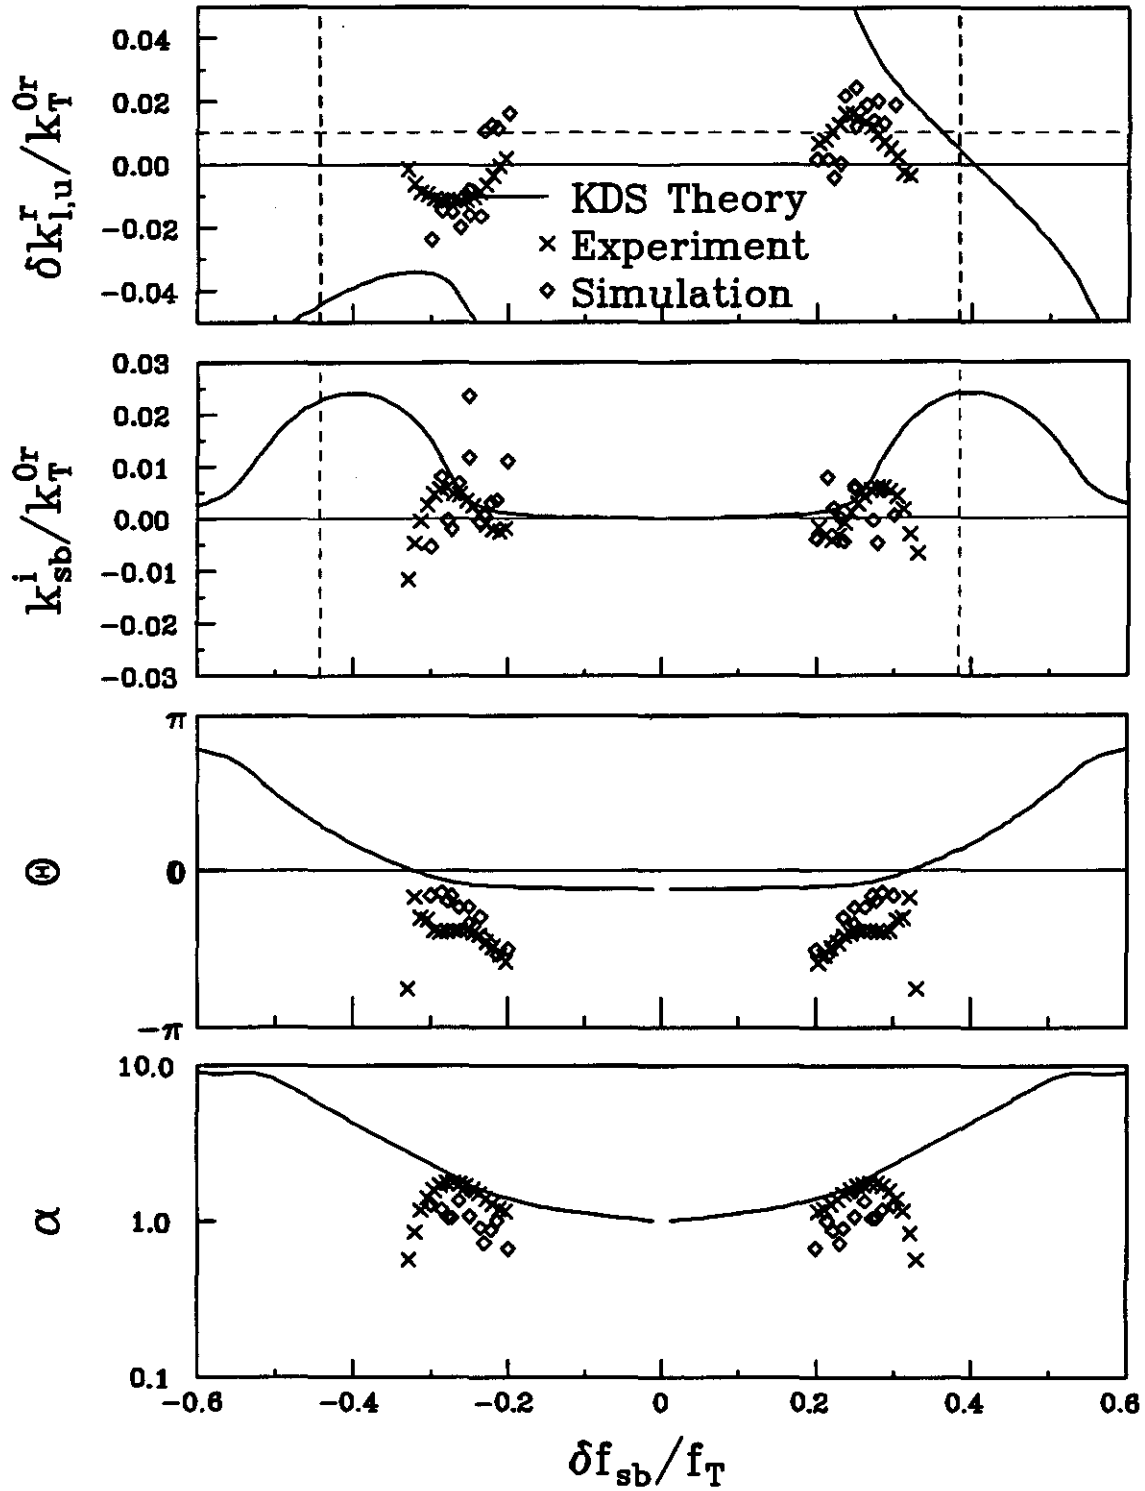 δk^r_{l,u}/k_T^{0r}
0.04
0.02
0.00
−0.02
−0.04
KDS Theory
Experiment
Simulation
k^i_{sb}/k_T^{0r}
0.03
0.02
0.01
0.00
−0.01
−0.02
−0.03
Θ
π
0
−π
α
10.0
1.0
0.1
−0.6 −0.4 −0.2 0 0.2 0.4 0.6
δf_{sb}/f_T